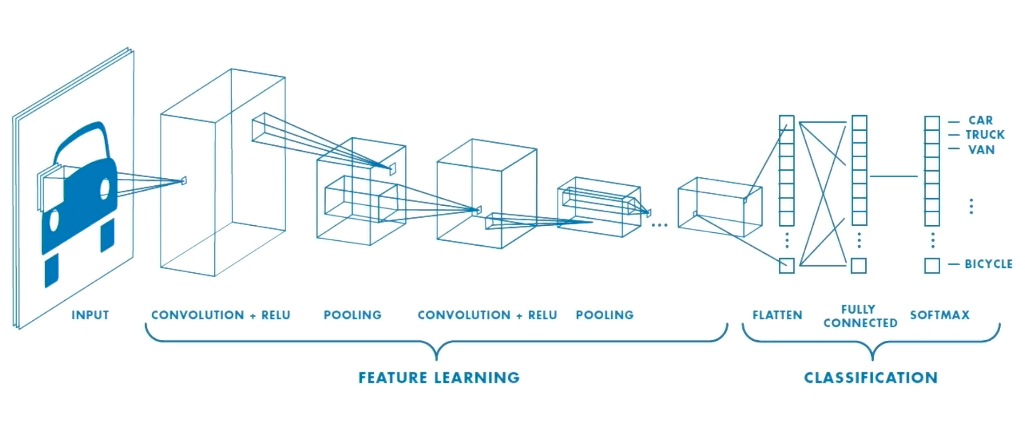 CAR
TRUCK
VAN
BICYCLE
INPUT
CONVOLUTION + RELU
POOLING
CONVOLUTION + RELU
POOLING
FLATTEN
FULLY
CONNECTED
SOFTMAX
FEATURE LEARNING
CLASSIFICATION